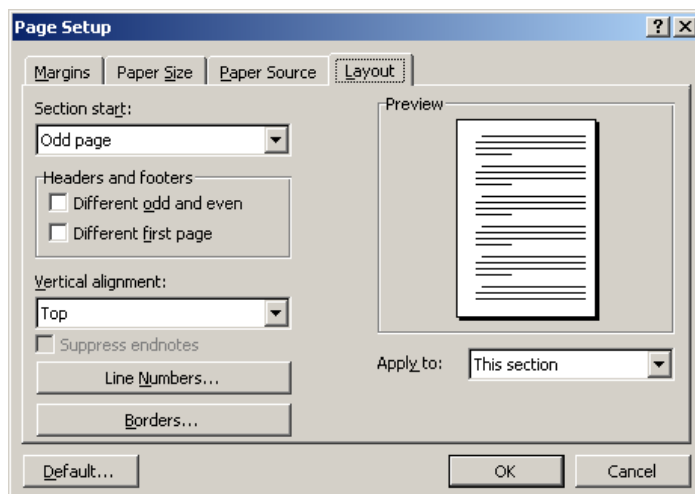 Page Setup
Margins
Paper Size
Paper Source
Layout
Section start:
Odd page
Headers and footers
Different odd and even
Different first page
Vertical alignment:
Top
Suppress endnotes
Line Numbers...
Borders...
Preview
Apply to:
This section
Default...
OK
Cancel